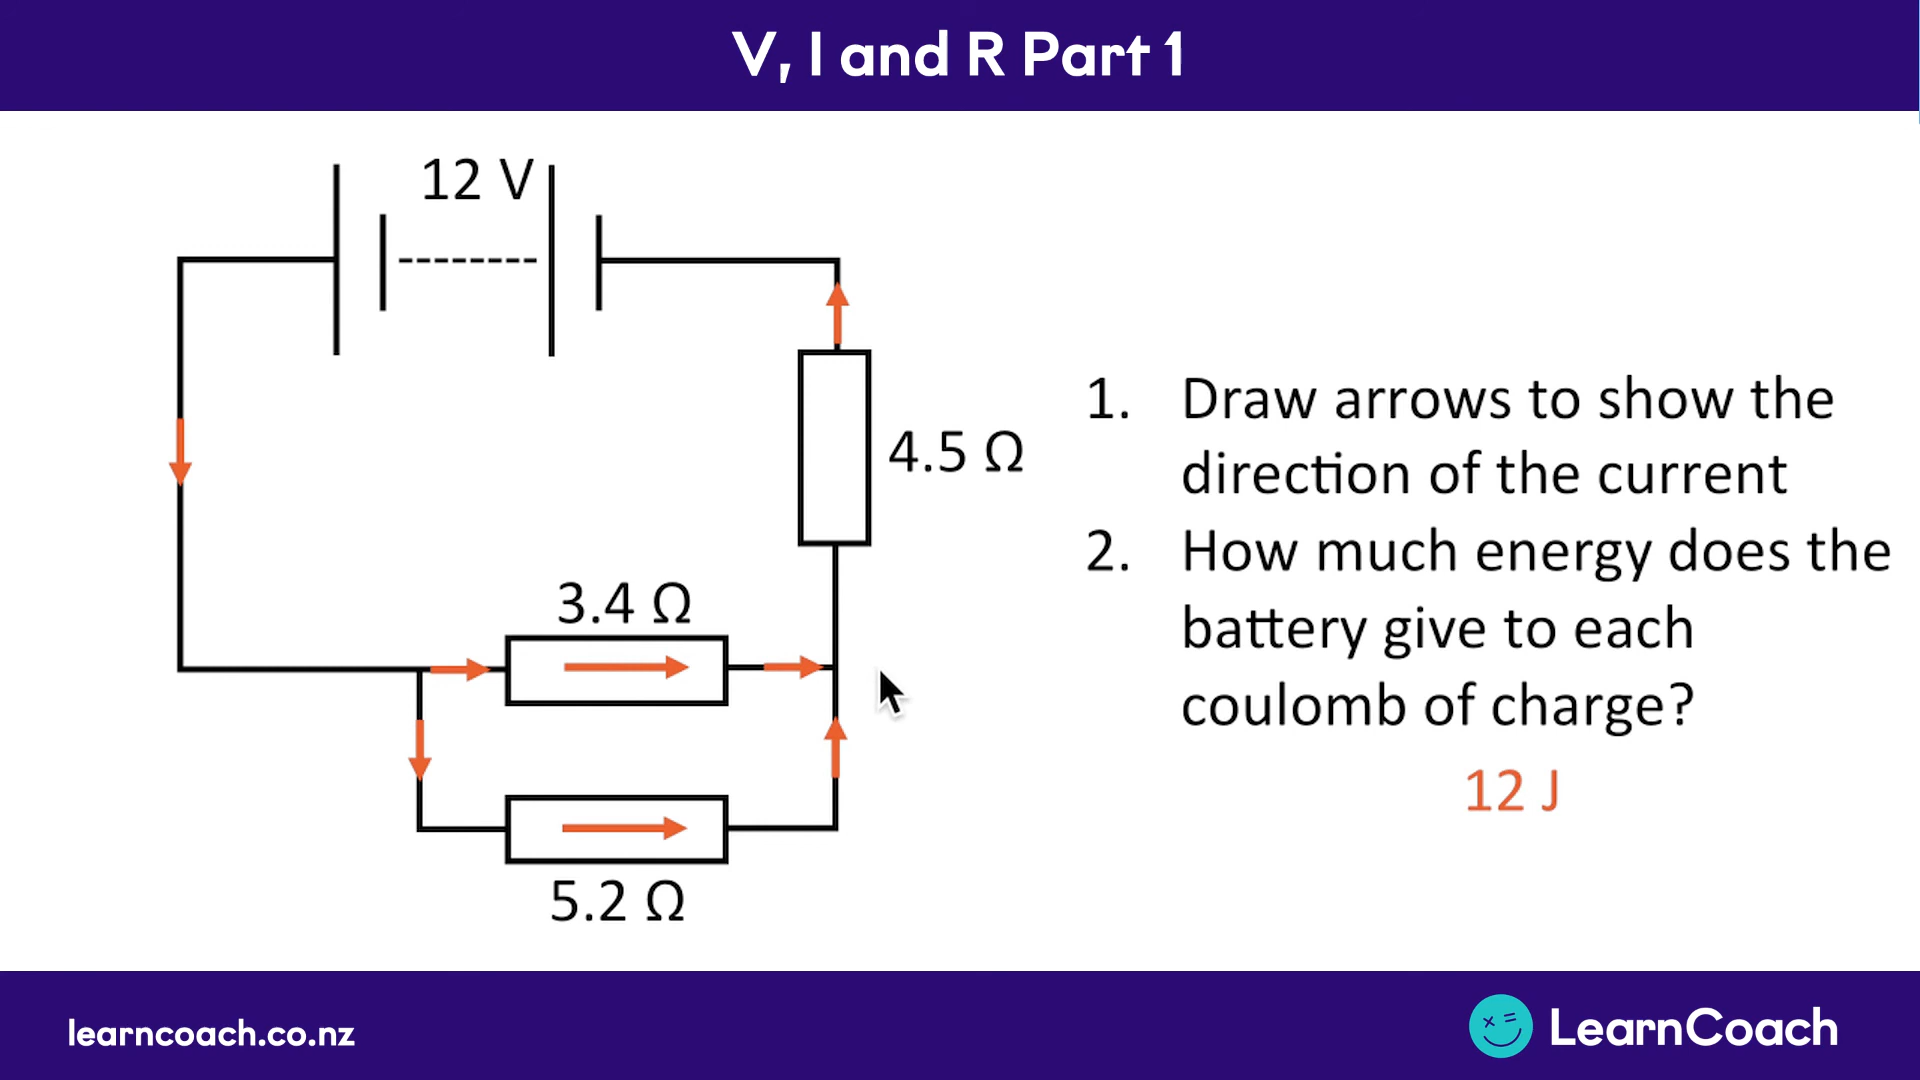 V, I and R Part 1
12 V
4.5 Ω
3.4 Ω
5.2 Ω
1. Draw arrows to show the
direction of the current
2. How much energy does the
battery give to each
coulomb of charge?
12 J
learncoach.co.nz
LearnCoach